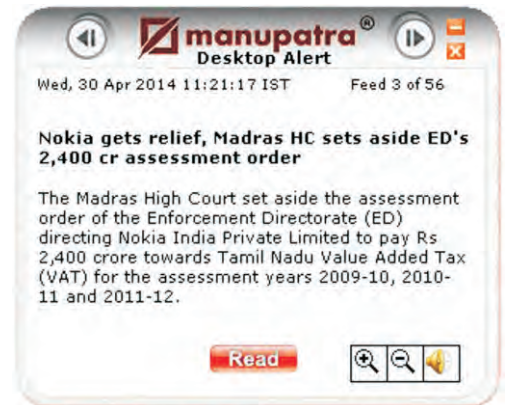 manupatra®
Desktop Alert
Wed, 30 Apr 2014 11:21:17 IST Feed 3 of 56
Nokia gets relief, Madras HC sets aside ED's
2,400 cr assessment order
The Madras High Court set aside the assessment
order of the Enforcement Directorate (ED)
directing Nokia India Private Limited to pay Rs
2,400 crore towards Tamil Nadu Value Added Tax
(VAT) for the assessment years 2009-10, 2010-
11 and 2011-12.
Read